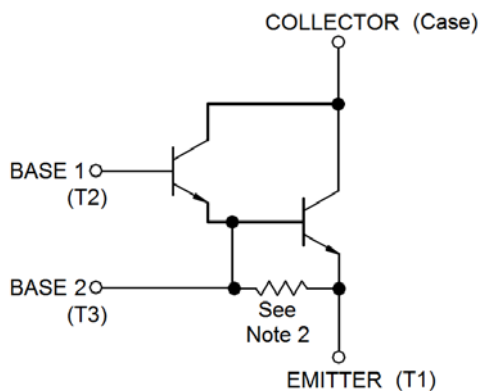 COLLECTOR (Case)
BASE 1
(T2)
BASE 2
(T3)
See
Note 2
EMITTER (T1)